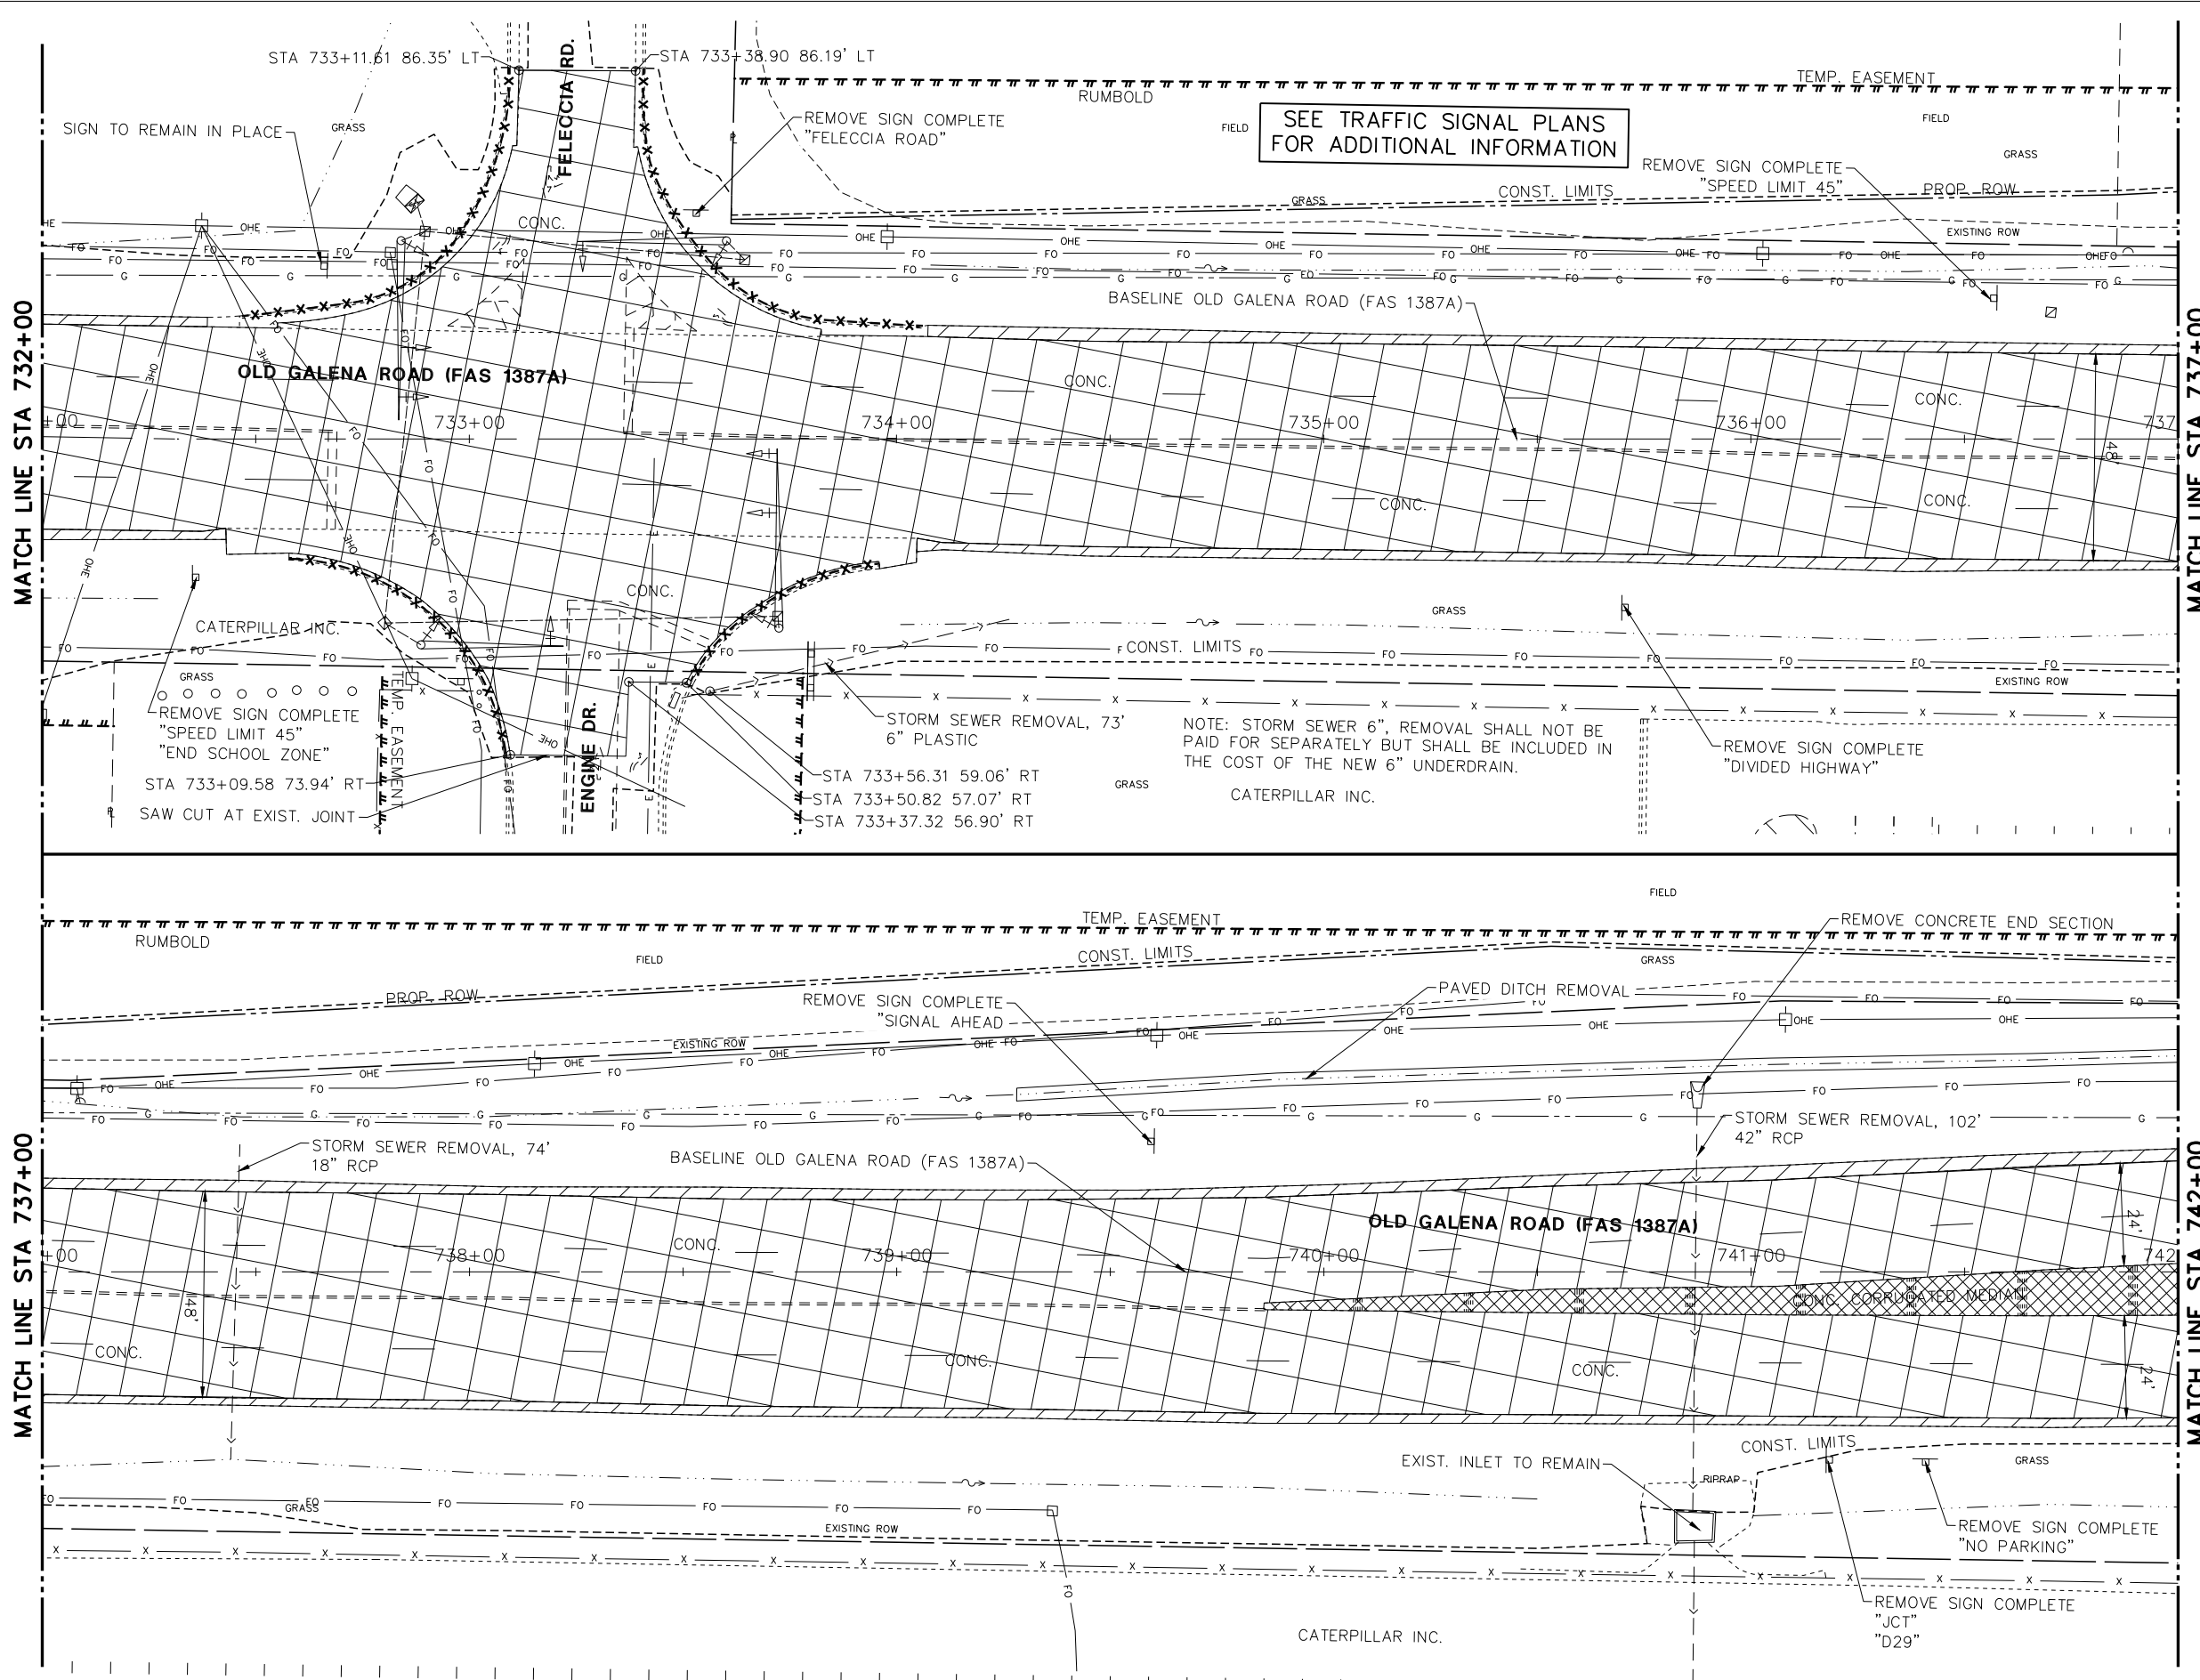 STA 733+11.61 86.35' LT
FELECCIA RD.
STA 733+38.90 86.19' LT
TEMP. EASEMENT
RUMBOLD
SIGN TO REMAIN IN PLACE
GRASS
REMOVE SIGN COMPLETE
"FELECCIA ROAD"
FIELD
SEE TRAFFIC SIGNAL PLANS
FOR ADDITIONAL INFORMATION
FIELD
GRASS
REMOVE SIGN COMPLETE
"SPEED LIMIT 45"
CONST. LIMITS
PROP. ROW
GRASS
CONC.
EXISTING ROW
OHE
FO
G
BASELINE OLD GALENA ROAD (FAS 1387A)
MATCH LINE STA 732+00
MATCH LINE STA 737+00
OLD GALENA ROAD (FAS 1387A)
CONC.
CONC.
+00
733+00
734+00
735+00
736+00
737
48'
CONC.
CONC.
CONC.
GRASS
CATERPILLAR INC.
CONST. LIMITS
GRASS
EXISTING ROW
REMOVE SIGN COMPLETE
"SPEED LIMIT 45"
"END SCHOOL ZONE"
TEMP. EASEMENT
ENGINE DR.
STORM SEWER REMOVAL, 73'
6" PLASTIC
NOTE: STORM SEWER 6", REMOVAL SHALL NOT BE
PAID FOR SEPARATELY BUT SHALL BE INCLUDED IN
THE COST OF THE NEW 6" UNDERDRAIN.
REMOVE SIGN COMPLETE
"DIVIDED HIGHWAY"
STA 733+09.58 73.94' RT
SAW CUT AT EXIST. JOINT
STA 733+56.31 59.06' RT
STA 733+50.82 57.07' RT
STA 733+37.32 56.90' RT
GRASS
CATERPILLAR INC.
FIELD
TEMP. EASEMENT
REMOVE CONCRETE END SECTION
RUMBOLD
FIELD
CONST. LIMITS
GRASS
PROP. ROW
REMOVE SIGN COMPLETE
"SIGNAL AHEAD
PAVED DITCH REMOVAL
EXISTING ROW
OHE
FO
G
STORM SEWER REMOVAL, 74'
18" RCP
BASELINE OLD GALENA ROAD (FAS 1387A)
STORM SEWER REMOVAL, 102'
42" RCP
MATCH LINE STA 737+00
MATCH LINE STA 742+00
OLD GALENA ROAD (FAS 1387A)
24'
CONC.
+00
738+00
739+00
740+00
741+00
742
48'
CONC. CORRUGATED MEDIAN
CONC.
CONC.
CONC.
24'
CONST. LIMITS
EXIST. INLET TO REMAIN
RIPRAP
GRASS
GRASS
EXISTING ROW
REMOVE SIGN COMPLETE
"NO PARKING"
REMOVE SIGN COMPLETE
"JCT"
"D29"
CATERPILLAR INC.